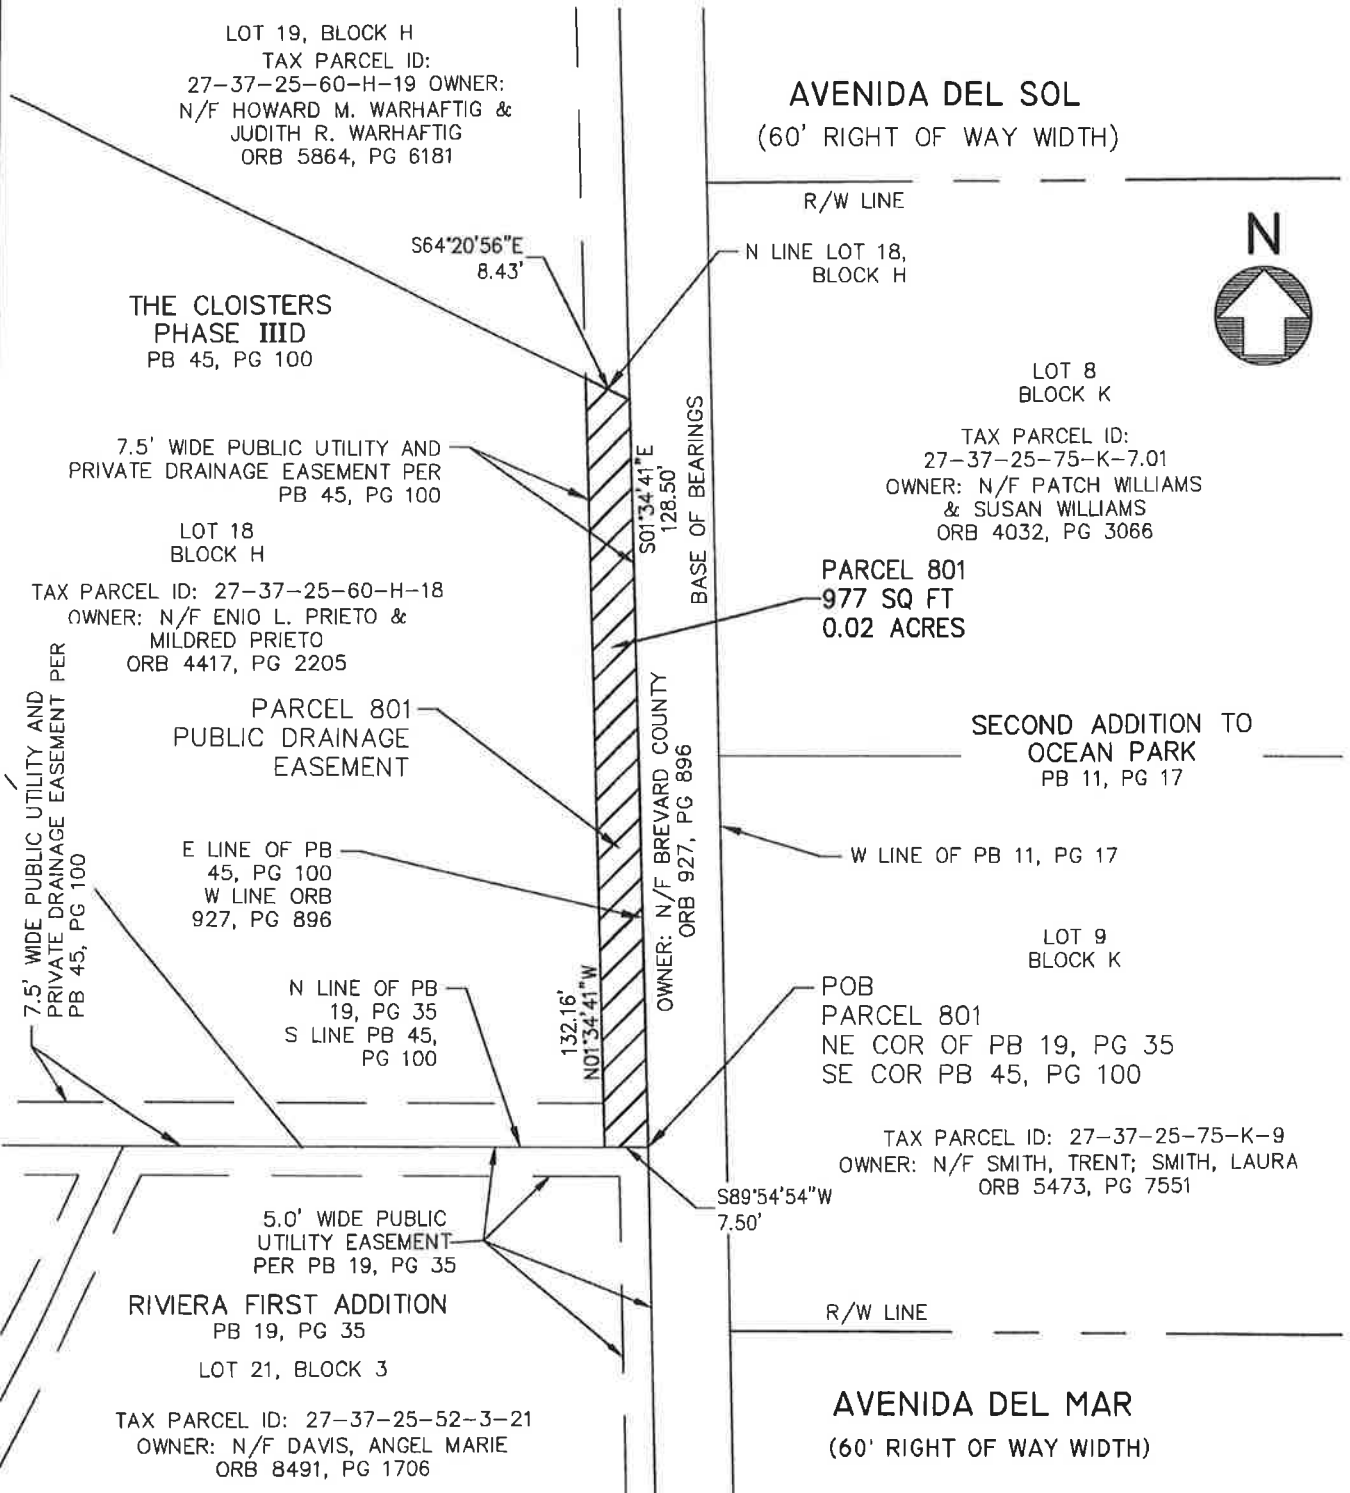 LOT 19, BLOCK H
TAX PARCEL ID:
27-37-25-60-H-19 OWNER:
N/F HOWARD M. WARHAFTIG &
JUDITH R. WARHAFTIG
ORB 5864, PG 6181
AVENIDA DEL SOL
(60' RIGHT OF WAY WIDTH)
R/W LINE
N
S64°20'56"E
8.43'
N LINE LOT 18,
BLOCK H
THE CLOISTERS
PHASE IIID
PB 45, PG 100
LOT 8
BLOCK K
TAX PARCEL ID:
27-37-25-75-K-7.01
OWNER: N/F PATCH WILLIAMS
& SUSAN WILLIAMS
ORB 4032, PG 3066
7.5' WIDE PUBLIC UTILITY AND
PRIVATE DRAINAGE EASEMENT PER
PB 45, PG 100
S01°34'41"E
128.50'
BASE OF BEARINGS
LOT 18
BLOCK H
TAX PARCEL ID: 27-37-25-60-H-18
OWNER: N/F ENIO L. PRIETO &
MILDRED PRIETO
ORB 4417, PG 2205
PARCEL 801
977 SQ FT
0.02 ACRES
PARCEL 801
PUBLIC DRAINAGE
EASEMENT
7.5' WIDE PUBLIC UTILITY AND
PRIVATE DRAINAGE EASEMENT PER
PB 45, PG 100
OWNER: N/F BREVARD COUNTY
ORB 927, PG 896
SECOND ADDITION TO
OCEAN PARK
PB 11, PG 17
E LINE OF PB
45, PG 100
W LINE ORB
927, PG 896
W LINE OF PB 11, PG 17
LOT 9
BLOCK K
N LINE OF PB
19, PG 35
S LINE PB 45,
PG 100
132.16'
N01°34'41"W
POB
PARCEL 801
NE COR OF PB 19, PG 35
SE COR PB 45, PG 100
TAX PARCEL ID: 27-37-25-75-K-9
OWNER: N/F SMITH, TRENT; SMITH, LAURA
ORB 5473, PG 7551
S89°54'54"W
7.50'
5.0' WIDE PUBLIC
UTILITY EASEMENT
PER PB 19, PG 35
RIVIERA FIRST ADDITION
PB 19, PG 35
LOT 21, BLOCK 3
TAX PARCEL ID: 27-37-25-52-3-21
OWNER: N/F DAVIS, ANGEL MARIE
ORB 8491, PG 1706
R/W LINE
AVENIDA DEL MAR
(60' RIGHT OF WAY WIDTH)